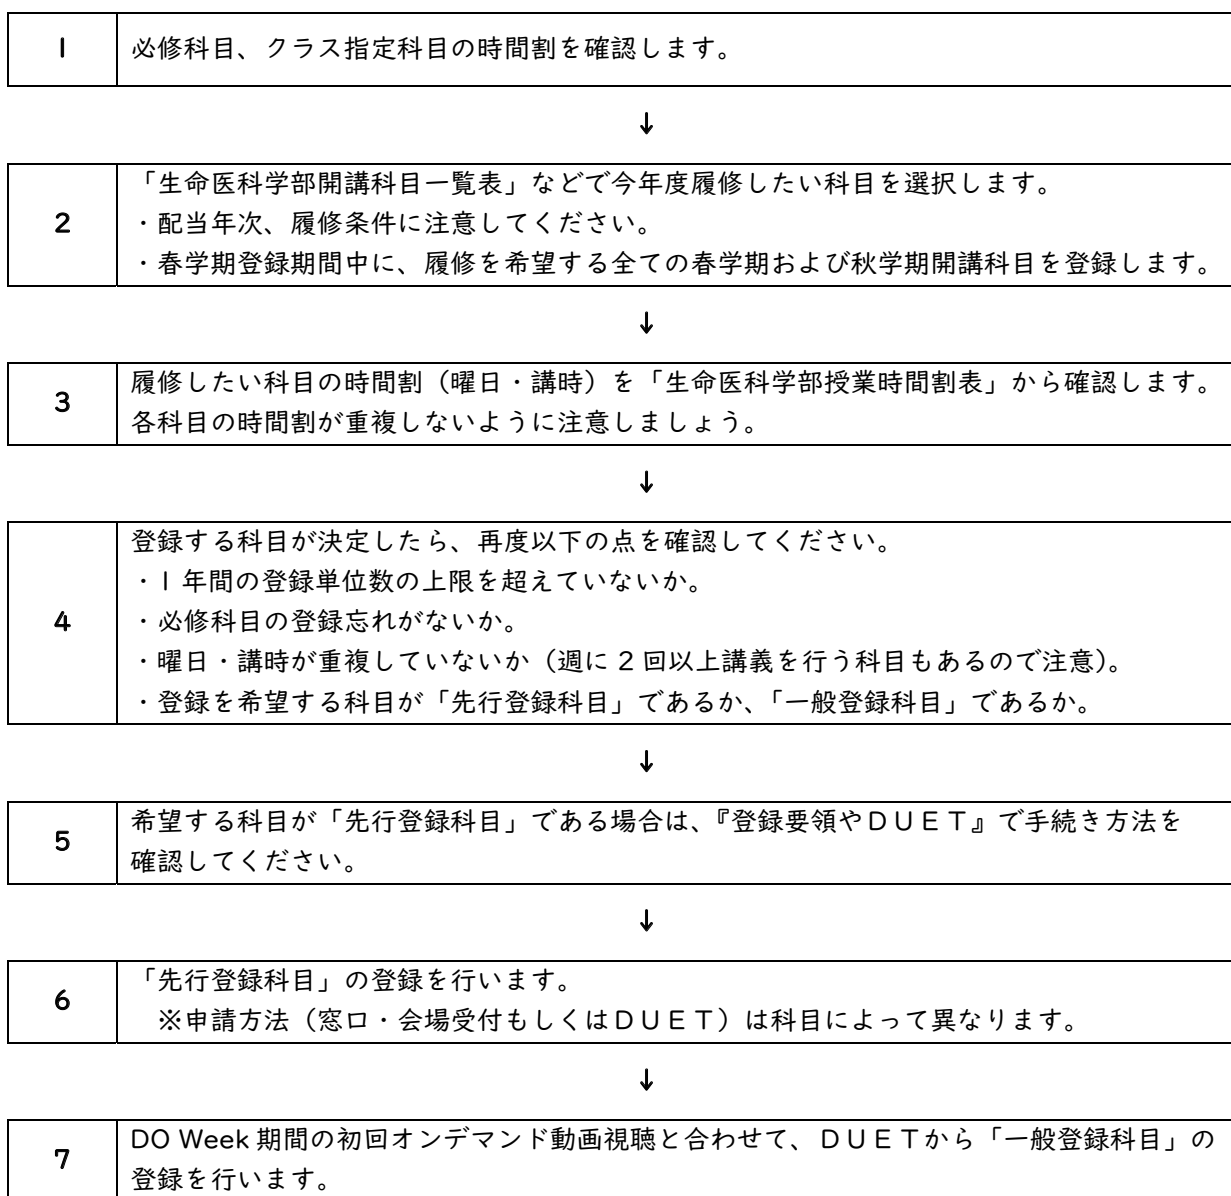 1
必修科目、クラス指定科目の時間割を確認します。
↓
2
「生命医科学部開講科目一覧表」などで今年度履修したい科目を選択します。
・配当年次、履修条件に注意してください。
・春学期登録期間中に、履修を希望する全ての春学期および秋学期開講科目を登録します。
↓
3
履修したい科目の時間割（曜日・講時）を「生命医科学部授業時間割表」から確認します。
各科目の時間割が重複しないように注意しましょう。
↓
4
登録する科目が決定したら、再度以下の点を確認してください。
・1年間の登録単位数の上限を超えていないか。
・必修科目の登録忘れがないか。
・曜日・講時が重複していないか（週に２回以上講義を行う科目もあるので注意）。
・登録を希望する科目が「先行登録科目」であるか、「一般登録科目」であるか。
↓
5
希望する科目が「先行登録科目」である場合は、『登録要領やＤＵＥＴ』で手続き方法を
確認してください。
↓
6
「先行登録科目」の登録を行います。
※申請方法（窓口・会場受付もしくはＤＵＥＴ）は科目によって異なります。
↓
7
DO Week 期間の初回オンデマンド動画視聴と合わせて、ＤＵＥＴから「一般登録科目」の
登録を行います。